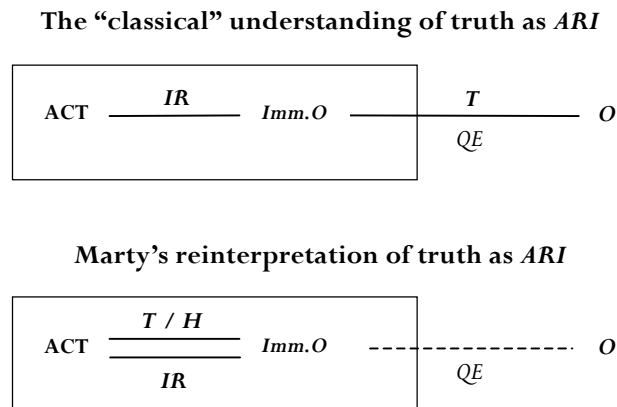 The “classical” understanding of truth as ARI
ACT IR Imm.O T O
QE
Marty’s reinterpretation of truth as ARI
T / H
ACT Imm.O O
IR QE